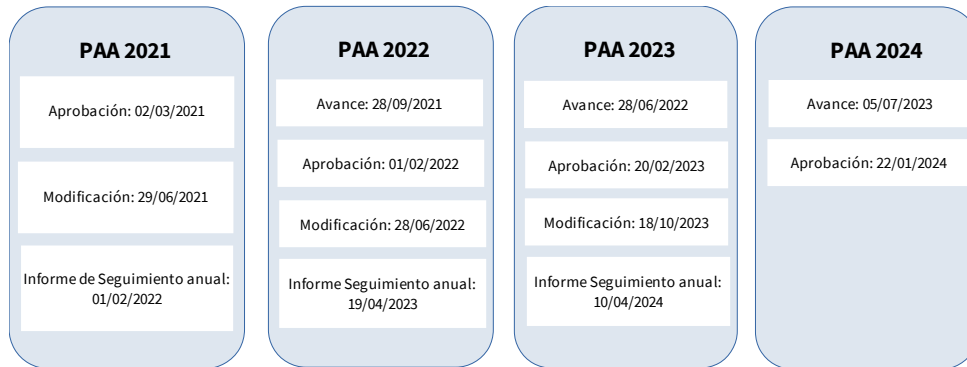 PAA 2021
Aprobación: 02/03/2021
Modificación: 29/06/2021
Informe de Seguimiento anual:
01/02/2022
PAA 2022
Avance: 28/09/2021
Aprobación: 01/02/2022
Modificación: 28/06/2022
Informe Seguimiento anual:
19/04/2023
PAA 2023
Avance: 28/06/2022
Aprobación: 20/02/2023
Modificación: 18/10/2023
Informe Seguimiento anual:
10/04/2024
PAA 2024
Avance: 05/07/2023
Aprobación: 22/01/2024